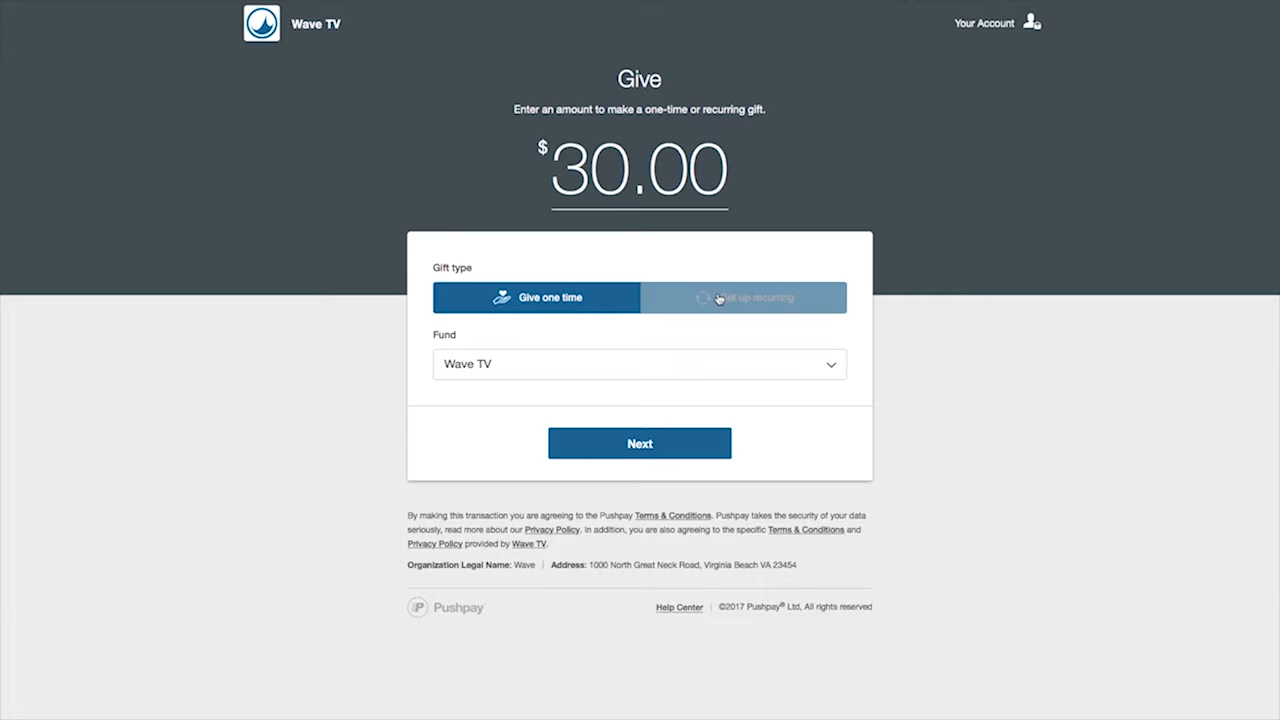 Wave TV
Your Account
Give
Enter an amount to make a one-time or recurring gift.
$30.00
Gift type
Give one time
up recurring
Fund
Wave TV
Next
By making this transaction you are agreeing to the Pushpay Terms & Conditions. Pushpay takes the security of your data
seriously, read more about our Privacy Policy. In addition, you are also agreeing to the specific Terms & Conditions and
Privacy Policy provided by Wave TV.
Organization Legal Name: Wave | Address: 1000 North Great Neck Road, Virginia Beach VA 23454
Pushpay
Help Center | ©2017 Pushpay® Ltd, All rights reserved